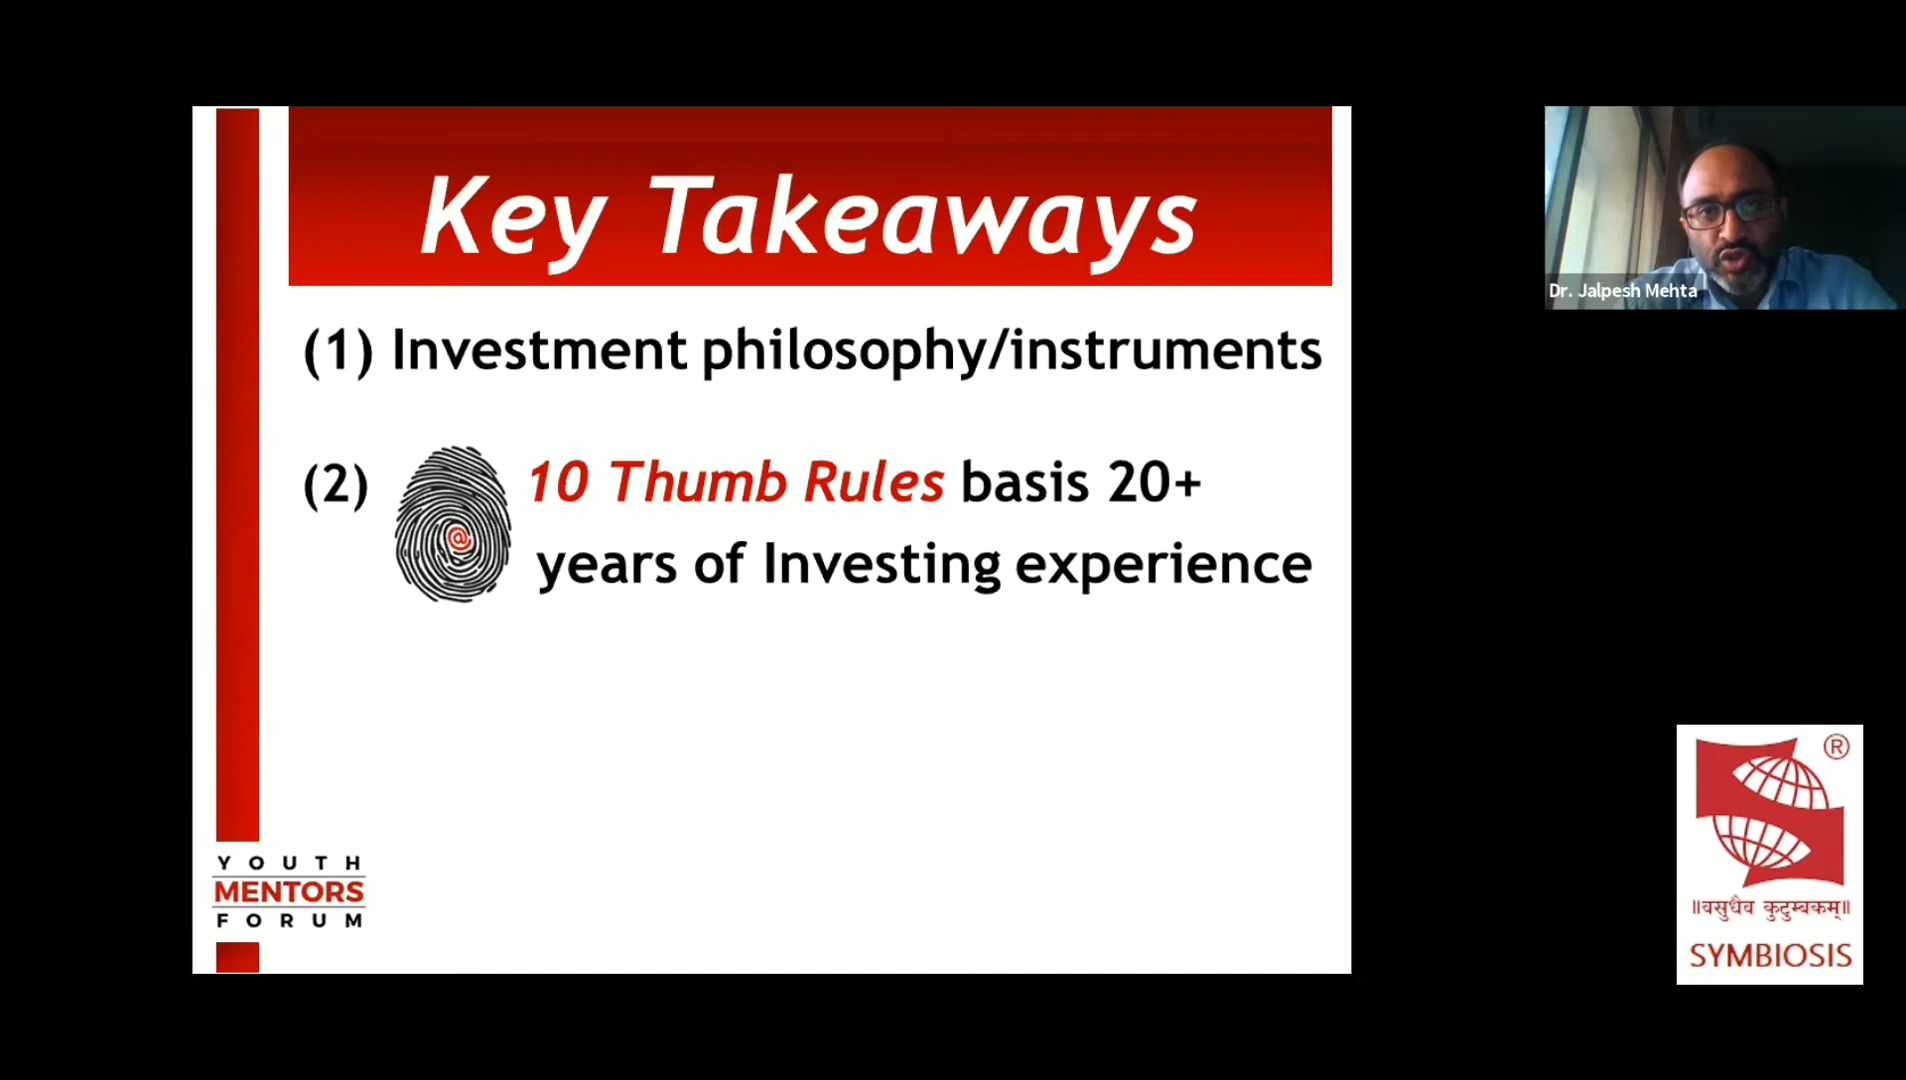 Key Takeaways
(1) Investment philosophy/instruments
(2) 10 Thumb Rules basis 20+
years of Investing experience
@
YOUTH
MENTORS
FORUM
Dr. Jalpesh Mehta
®
॥वसुधैव कुटुम्बकम्॥
SYMBIOSIS